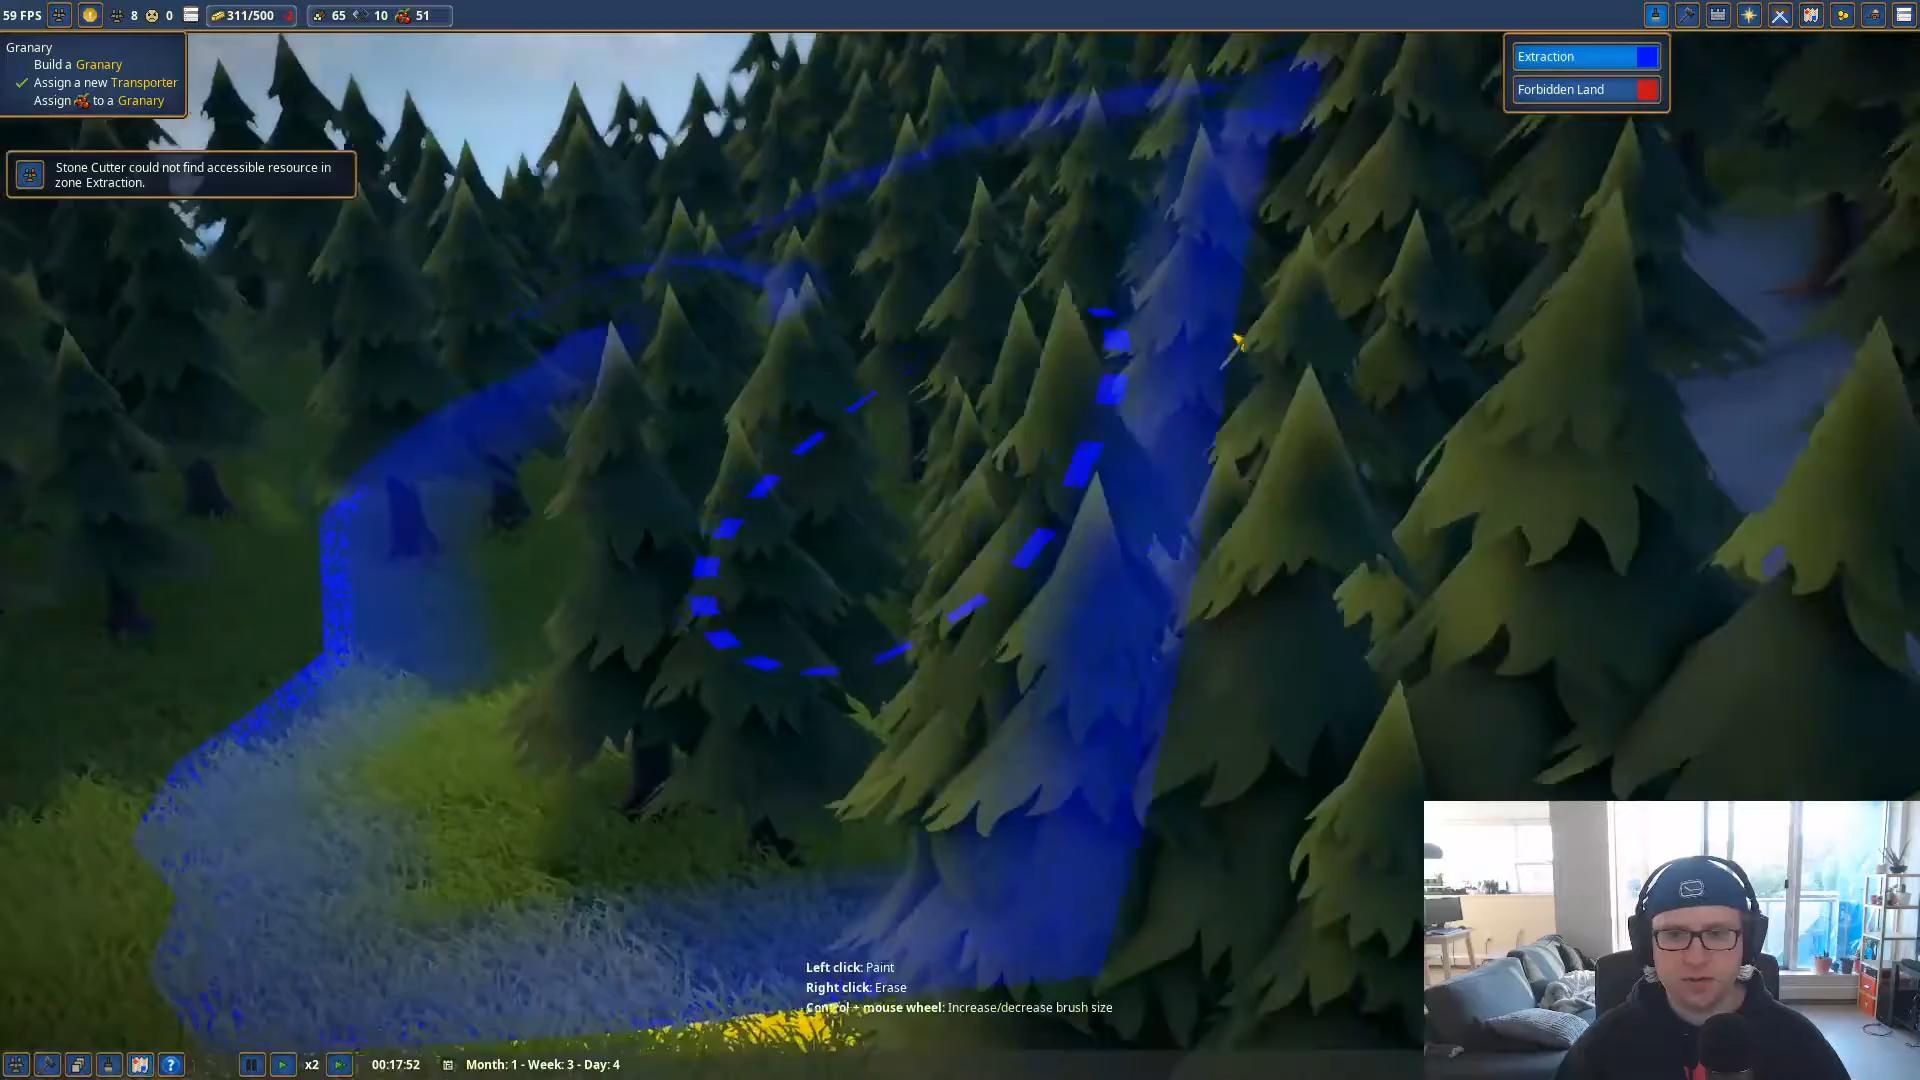 59 FPS
8
0
311/500
-2
65
10
51
Granary
Build a Granary
Assign a new Transporter
Assign to a Granary
Stone Cutter could not find accessible resource in
zone Extraction.
Extraction
Forbidden Land
Left click: Paint
Right click: Erase
Control + mouse wheel: Increase/decrease brush size
x2
00:17:52
Month: 1 - Week: 3 - Day: 4